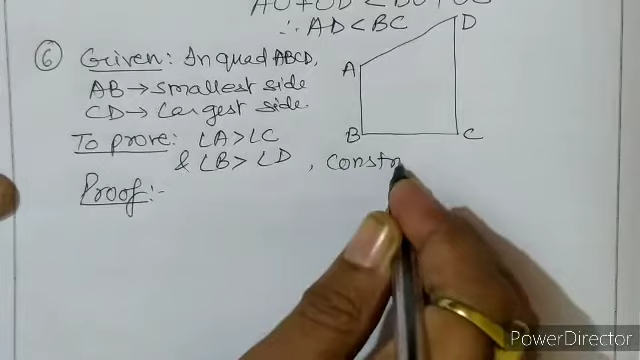 ∴ AD < BC
⑥ Given: In quad ABCD,
AB → smallest side
CD → Largest side.
To prove: ∠A > ∠C
& ∠B > ∠D , constr
Proof:-
A
B
C
D
PowerDirector